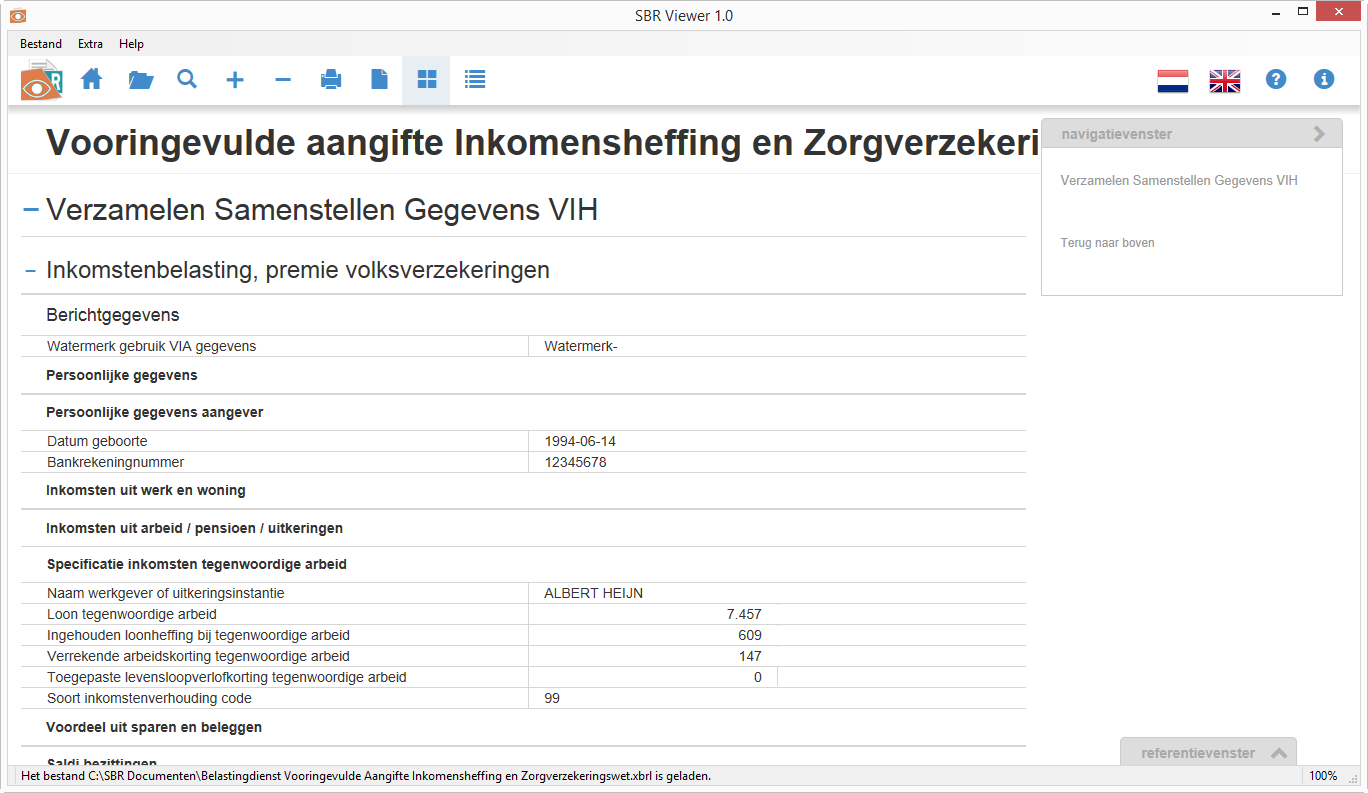 SBR Viewer 1.0
Bestand Extra Help
R
Vooringevulde aangifte Inkomensheffing en Zorgverzekeri
navigatievenster
Verzamelen Samenstellen Gegevens VIH
Terug naar boven
Verzamelen Samenstellen Gegevens VIH
Inkomstenbelasting, premie volksverzekeringen
Berichtgegevens
Watermerk gebruik VIA gegevens Watermerk-
Persoonlijke gegevens
Persoonlijke gegevens aangever
Datum geboorte 1994-06-14
Bankrekeningnummer 12345678
Inkomsten uit werk en woning
Inkomsten uit arbeid / pensioen / uitkeringen
Specificatie inkomsten tegenwoordige arbeid
Naam werkgever of uitkeringsinstantie ALBERT HEIJN
Loon tegenwoordige arbeid 7.457
Ingehouden loonheffing bij tegenwoordige arbeid 609
Verrekende arbeidskorting tegenwoordige arbeid 147
Toegepaste levensloopverlofkorting tegenwoordige arbeid 0
Soort inkomstenverhouding code 99
Voordeel uit sparen en beleggen
Saldi bezittingen
referentievenster
Het bestand C:\SBR Documenten\Belastingdienst Vooringevulde Aangifte Inkomensheffing en Zorgverzekeringswet.xbrl is geladen.
100%